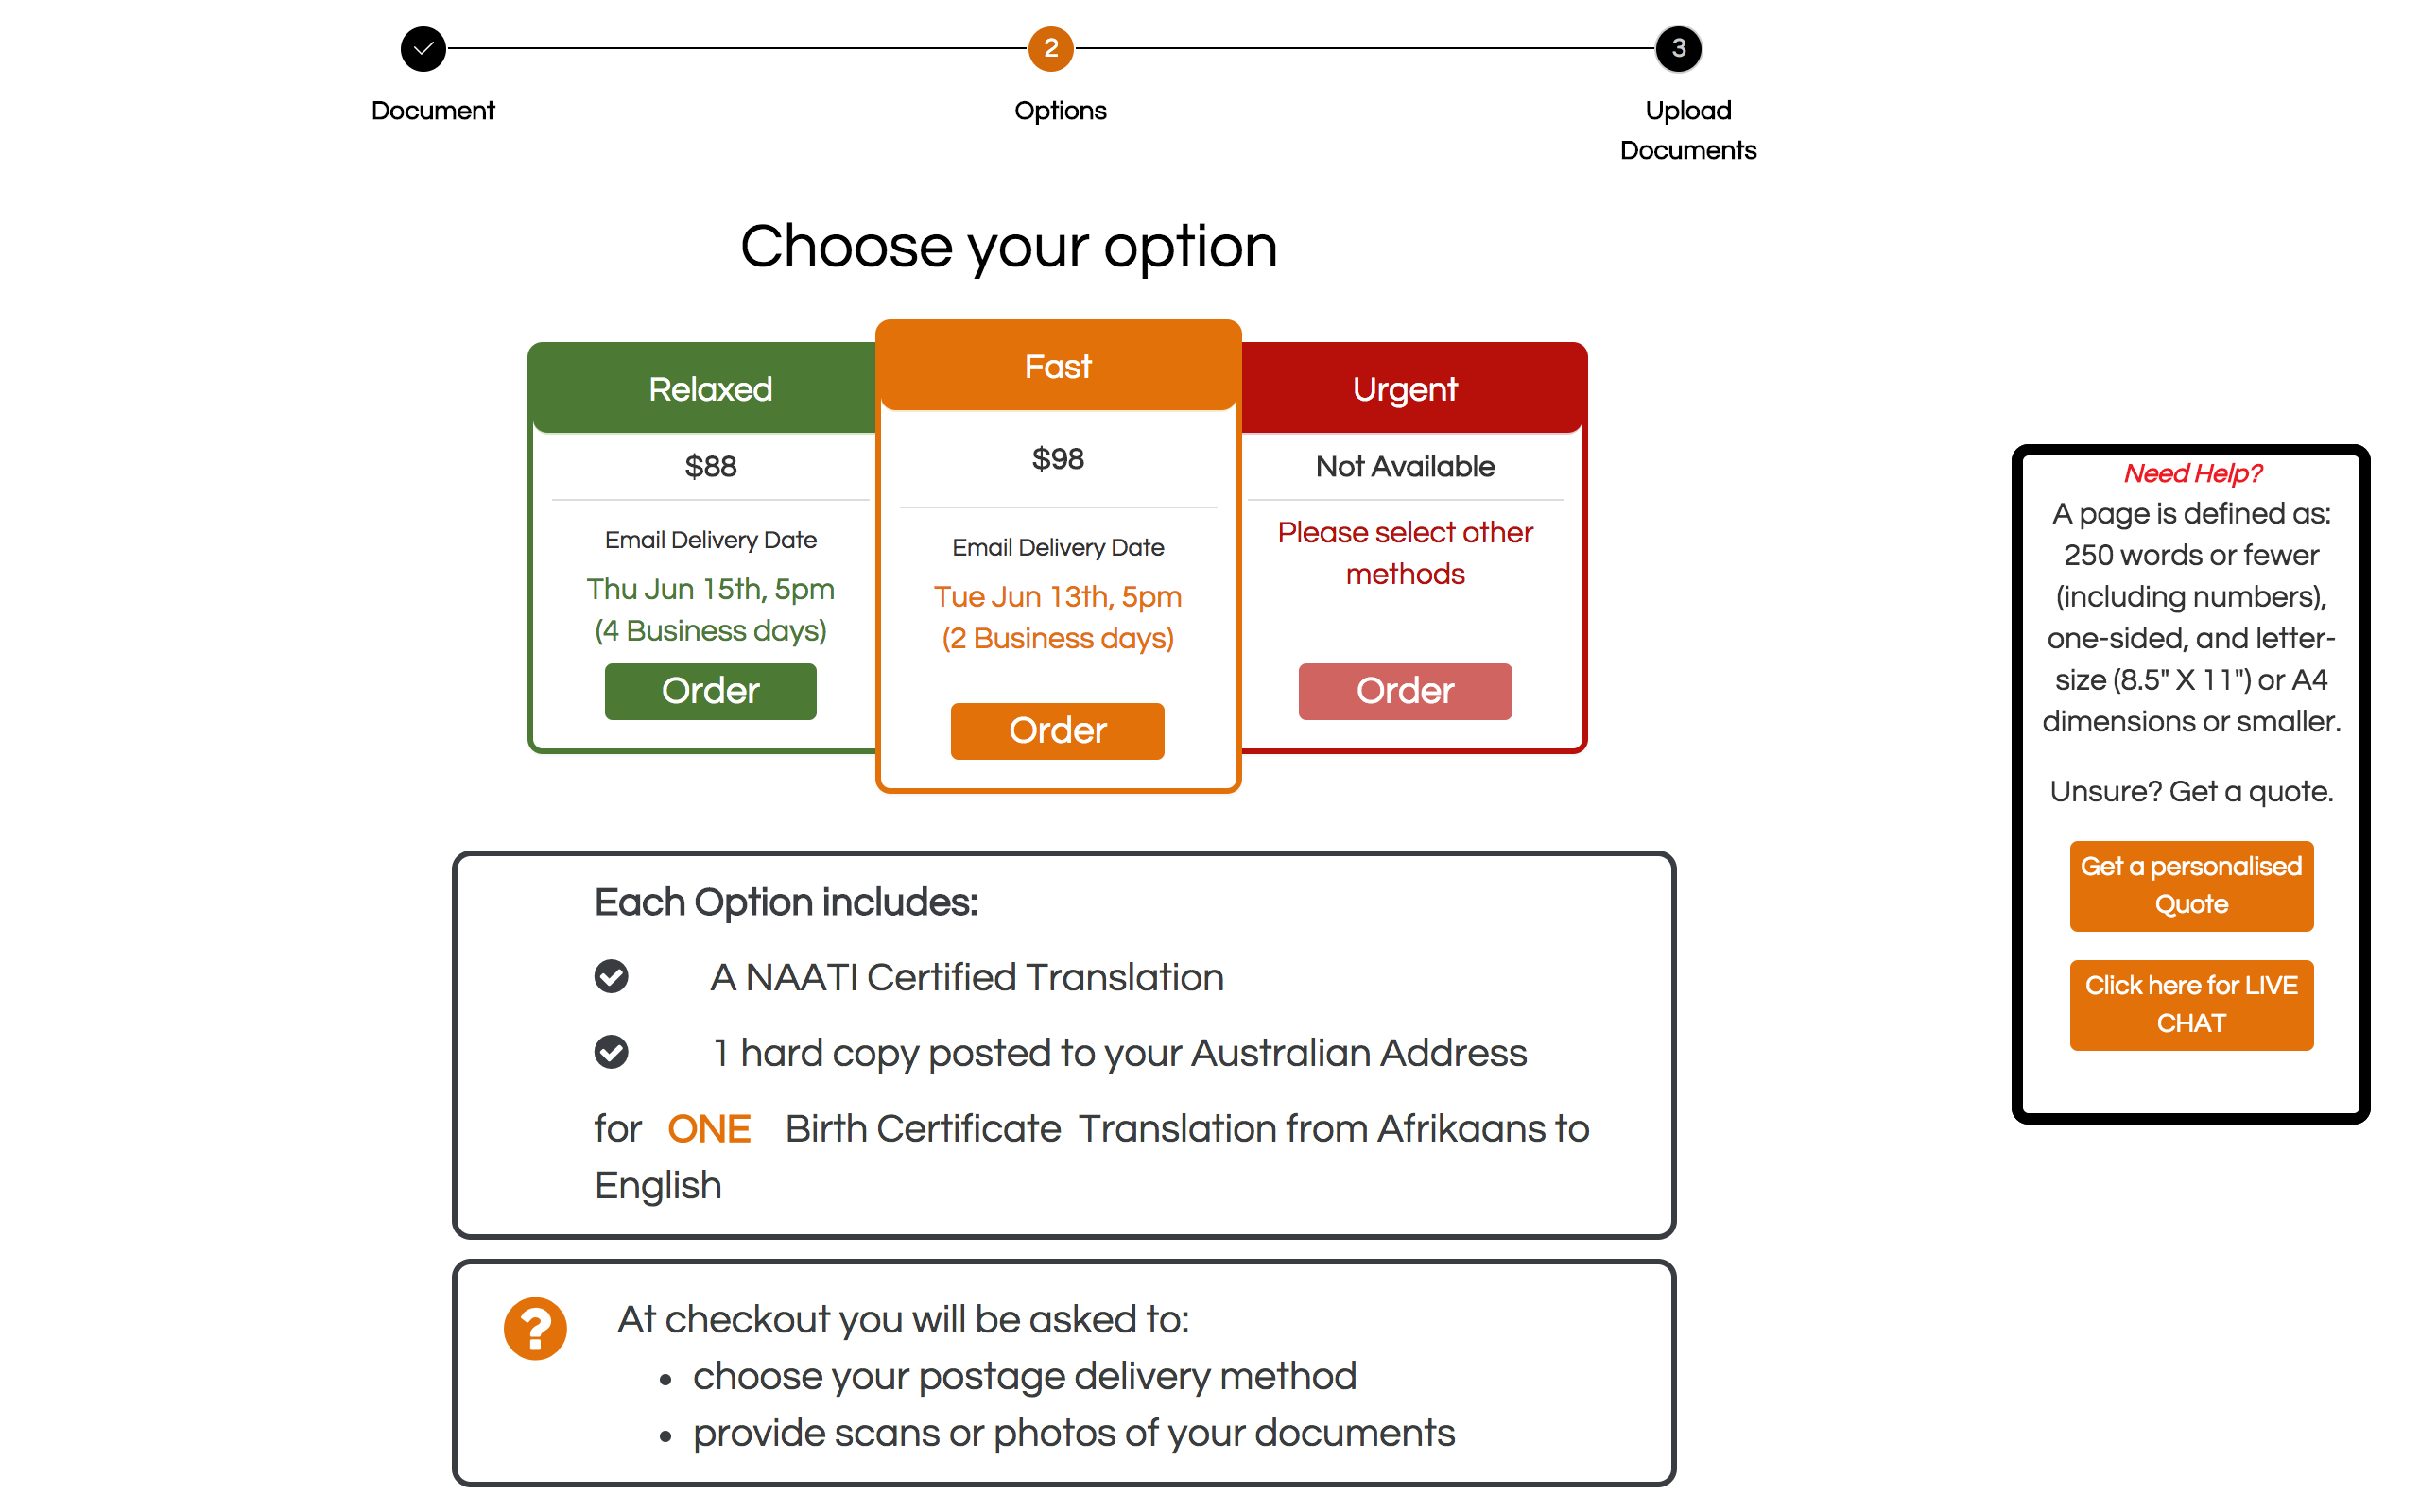 2
3
Document
Options
Upload
Documents
Choose your option
Relaxed
$88
Email Delivery Date
Thu Jun 15th, 5pm
(4 Business days)
Order
Fast
$98
Email Delivery Date
Tue Jun 13th, 5pm
(2 Business days)
Order
Urgent
Not Available
Please select other
methods
Order
Each Option includes:
A NAATI Certified Translation
1 hard copy posted to your Australian Address
for ONE Birth Certificate Translation from Afrikaans to
English
?
At checkout you will be asked to:
• choose your postage delivery method
• provide scans or photos of your documents
Need Help?
A page is defined as:
250 words or fewer
(including numbers),
one-sided, and letter-
size (8.5" X 11") or A4
dimensions or smaller.
Unsure? Get a quote.
Get a personalised
Quote
Click here for LIVE
CHAT